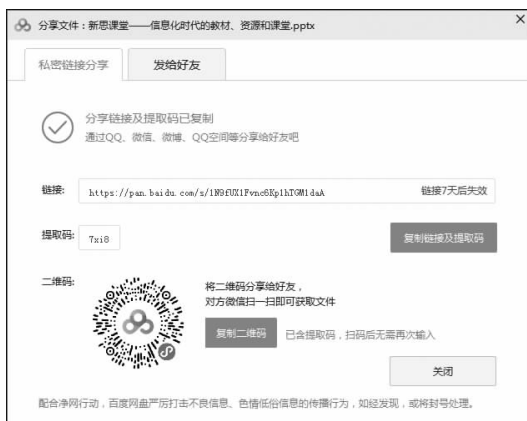 分享文件：新思课堂——信息化时代的教材、资源和课堂.pptx
私密链接分享
发给好友
分享链接及提取码已复制
通过QQ、微信、微博、QQ空间等分享给好友吧
链接:
https://pan.baidu.com/s/1N9fUX1Fvnc6Kp1hTGM1daA
链接7天后失效
提取码:
7xi8
复制链接及提取码
二维码:
将二维码分享给好友，
对方微信扫一扫即可获取文件
复制二维码
已含提取码，扫码后无需再次输入
关闭
配合净网行动，百度网盘严厉打击不良信息、色情低俗信息的传播行为，如经发现，或将封号处理。